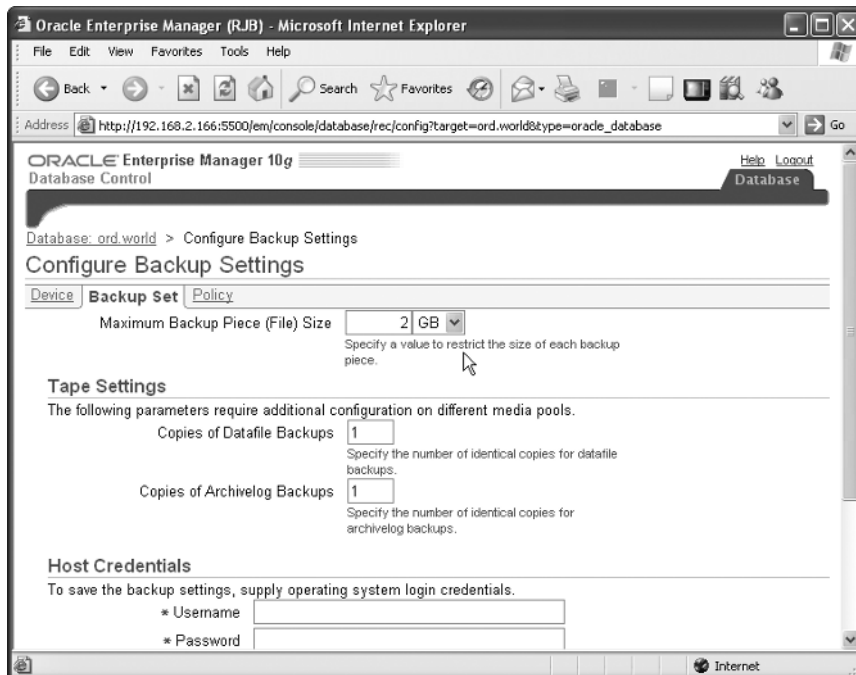 Oracle Enterprise Manager (RJB) - Microsoft Internet Explorer
File Edit View Favorites Tools Help
Back Search Favorites
Address http://192.168.2.166:5500/em/console/database/rec/config?target=ord.world&type=oracle_database Go
ORACLE Enterprise Manager 10g
Database Control
Help Logout
Database
Database: ord.world > Configure Backup Settings
Configure Backup Settings
Device Backup Set Policy
Maximum Backup Piece (File) Size 2 GB
Specify a value to restrict the size of each backup
piece.
Tape Settings
The following parameters require additional configuration on different media pools.
Copies of Datafile Backups 1
Specify the number of identical copies for datafile
backups.
Copies of Archivelog Backups 1
Specify the number of identical copies for
archivelog backups.
Host Credentials
To save the backup settings, supply operating system login credentials.
* Username
* Password
Internet